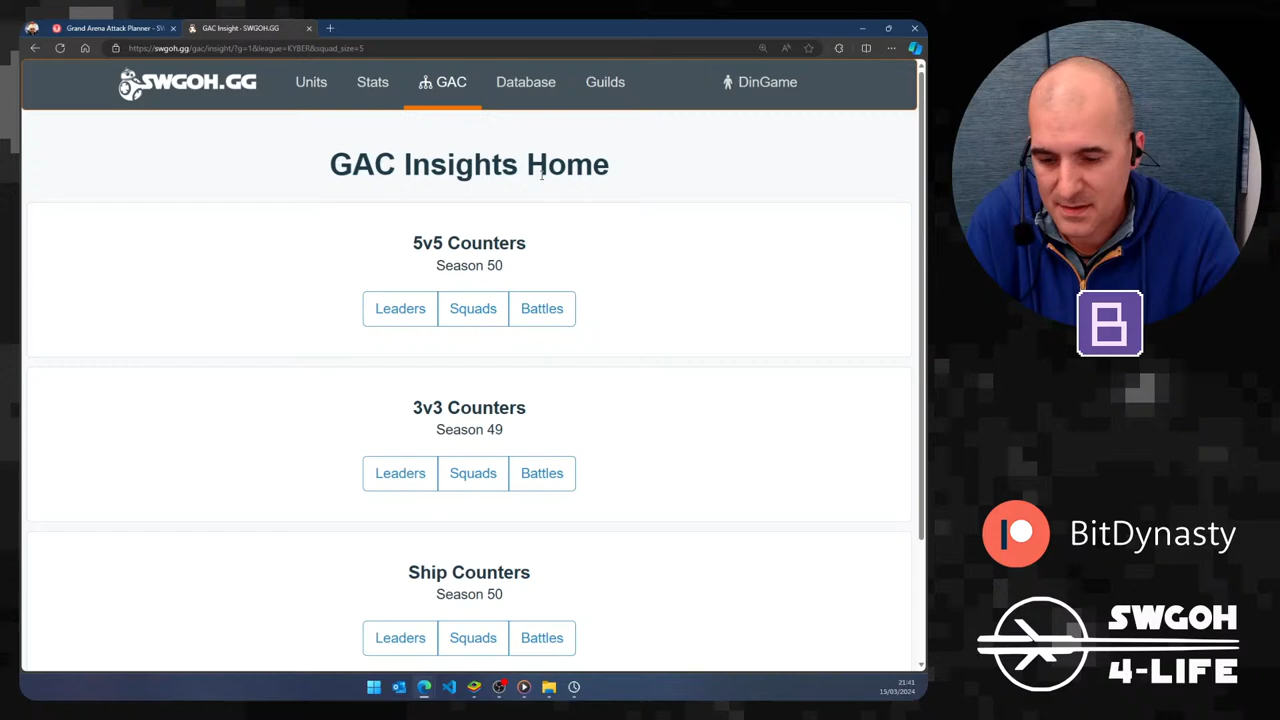 Grand Arena Attack Planner - SW
GAC Insight - SWGOH.GG
https://swgoh.gg/gac/insight/?g=1&league=KYBER&squad_size=5
SWGOH.GG
Units
Stats
GAC
Database
Guilds
DinGame
GAC Insights Home
5v5 Counters
Season 50
Leaders
Squads
Battles
3v3 Counters
Season 49
Leaders
Squads
Battles
Ship Counters
Season 50
Leaders
Squads
Battles
21:41
15/03/2024
B
BitDynasty
SWGOH
4-LIFE